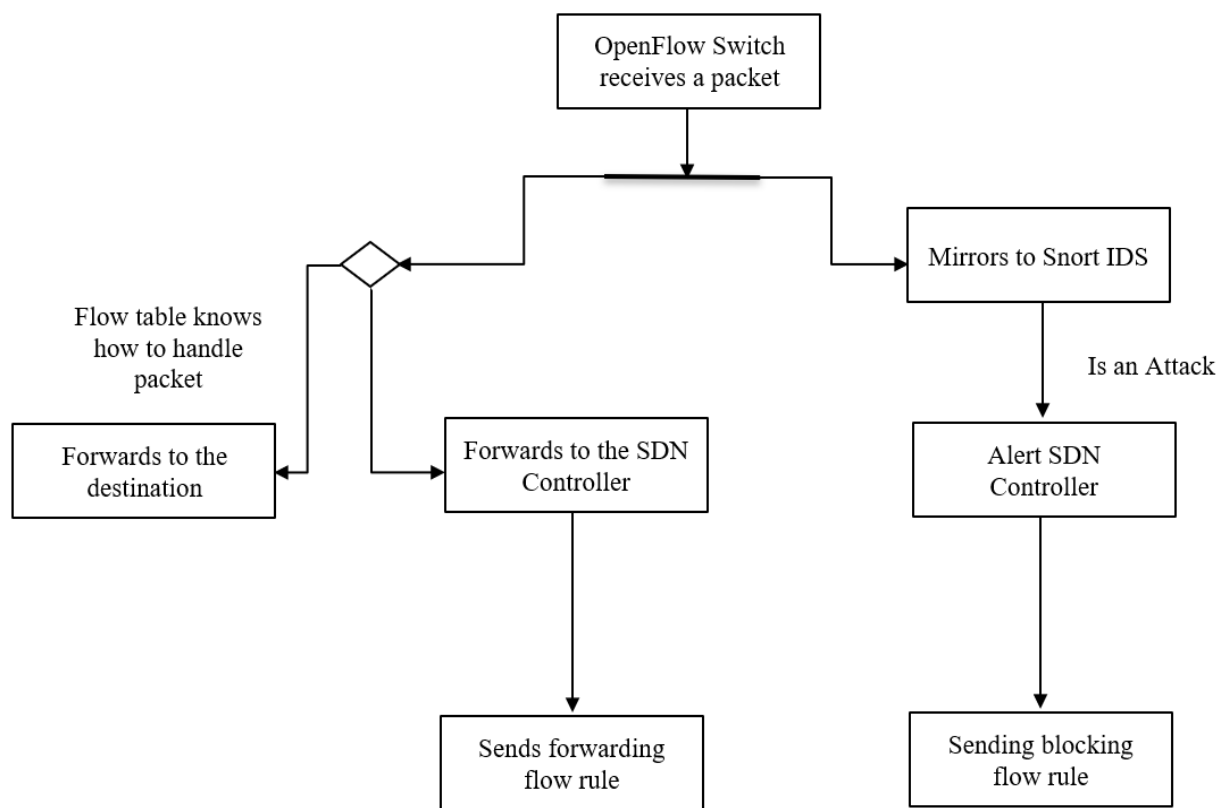 OpenFlow Switch
receives a packet
Mirrors to Snort IDS
Flow table knows
how to handle
packet
Is an Attack
Forwards to the
destination
Forwards to the SDN
Controller
Alert SDN
Controller
Sends forwarding
flow rule
Sending blocking
flow rule